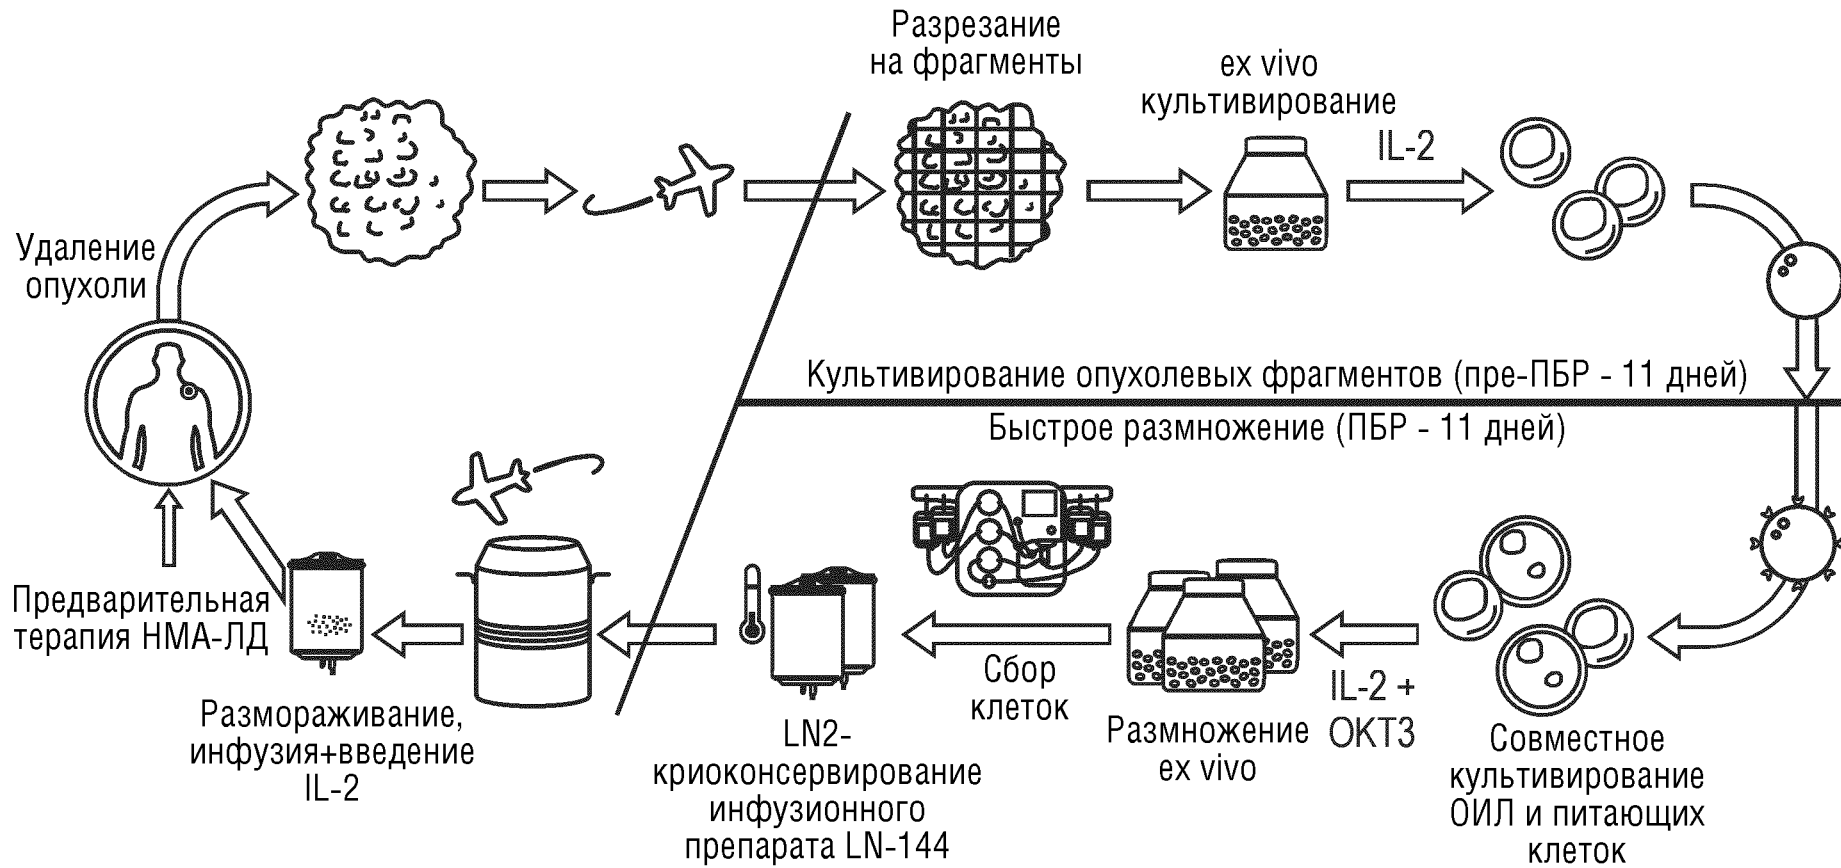 Разрезание
на фрагменты
ex vivo
культивирование
IL-2
Удаление
опухоли
Культивирование опухолевых фрагментов (пре-ПБР - 11 дней)
Быстрое размножение (ПБР - 11 дней)
Предварительная
терапия НМА-ЛД
Размораживание,
инфузия+введение
IL-2
LN2-
криоконсервирование
инфузионного
препарата LN-144
Сбор
клеток
Размножение
ex vivo
IL-2 +
OKT3
Совместное
культивирование
ОИЛ и питающих
клеток